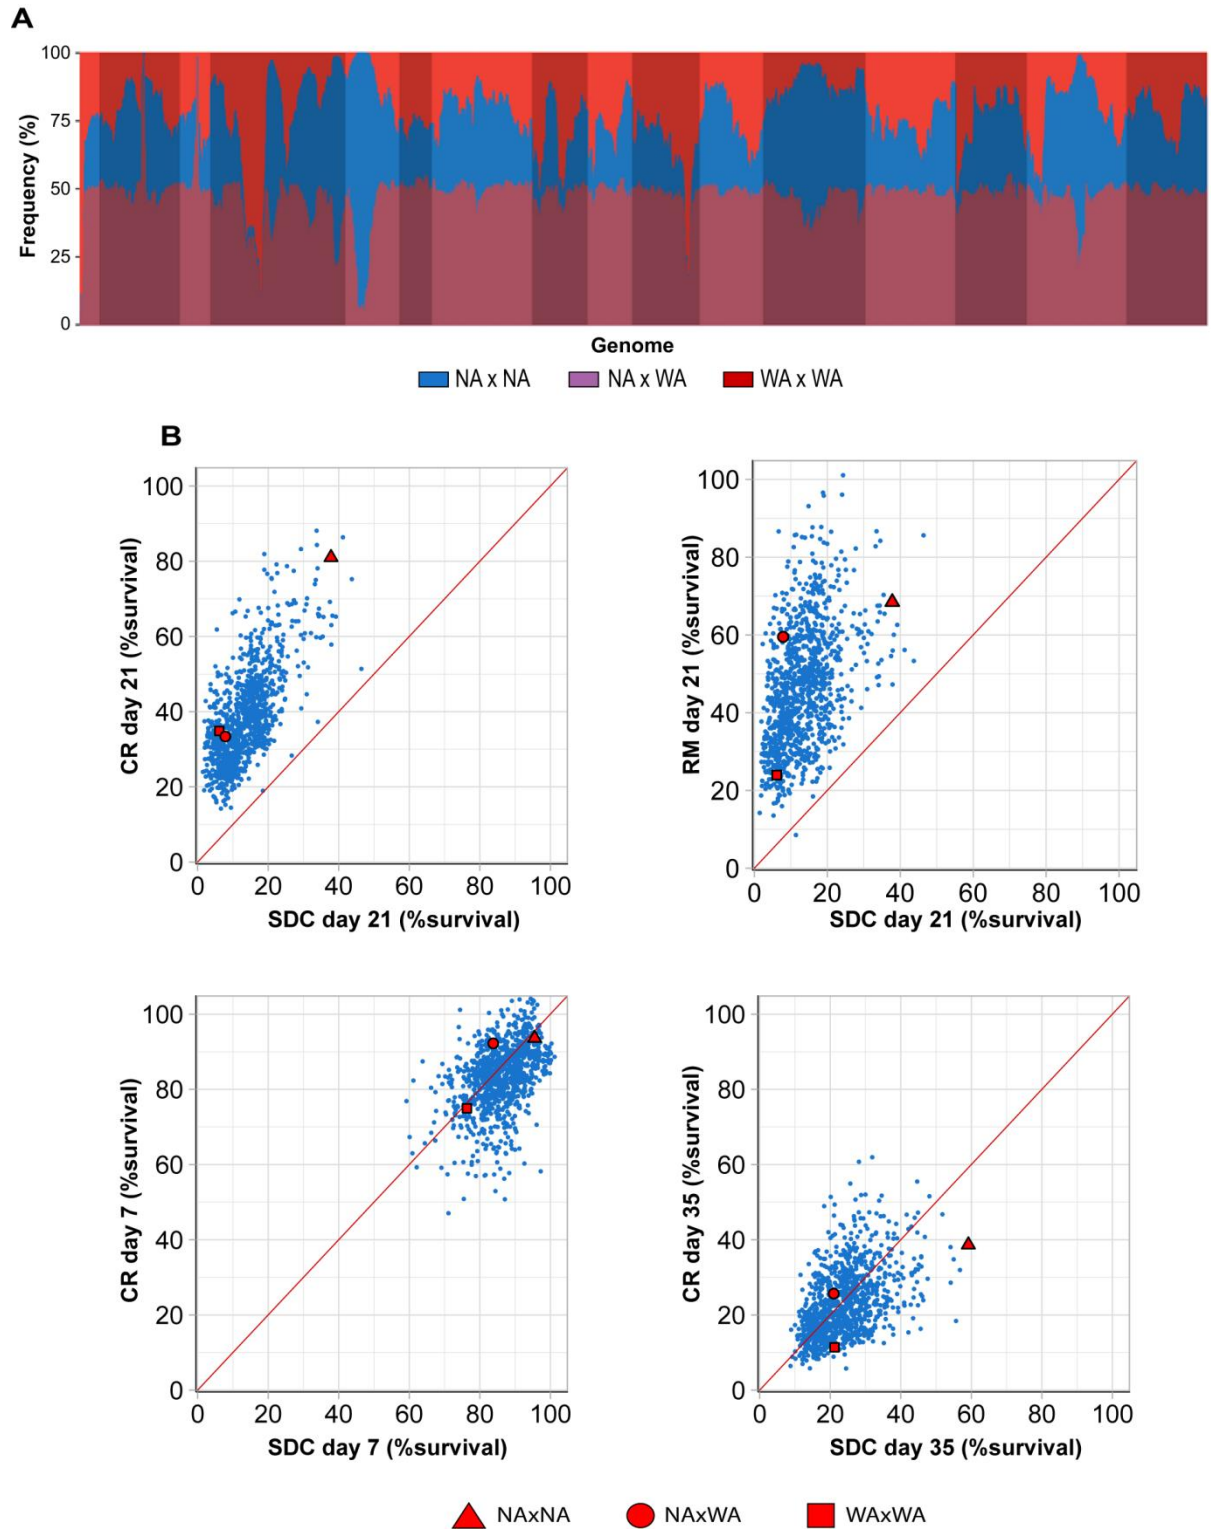 A
Frequency (%)
100
75
50
25
0
Genome
NA x NA NA x WA WA x WA
B
CR day 21 (%survival)
100
80
60
40
20
0
0 20 40 60 80 100
SDC day 21 (%survival)
RM day 21 (%survival)
100
80
60
40
20
0
0 20 40 60 80 100
SDC day 21 (%survival)
CR day 7 (%survival)
100
80
60
40
20
0
0 20 40 60 80 100
SDC day 7 (%survival)
CR day 35 (%survival)
100
80
60
40
20
0
0 20 40 60 80 100
SDC day 35 (%survival)
NAxNA NAxWA WAxWA